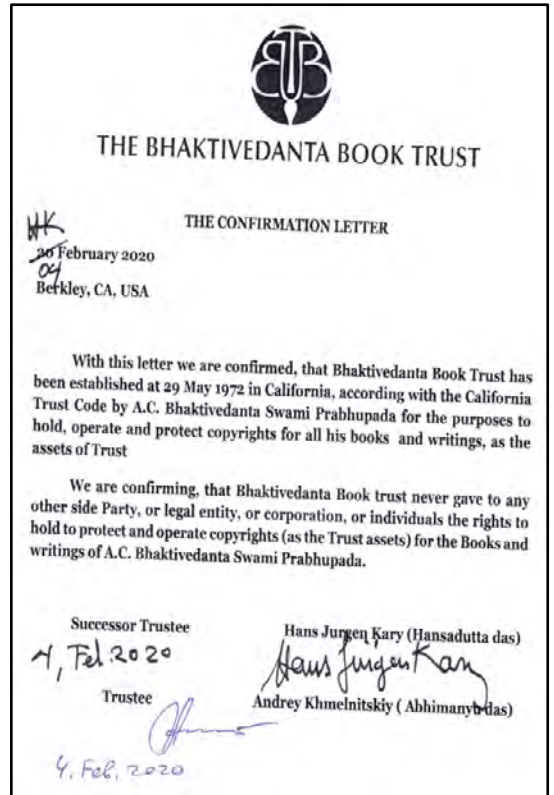 BBT
THE BHAKTIVEDANTA BOOK TRUST
THE CONFIRMATION LETTER
HK
20 February 2020
04
Berkley, CA, USA
With this letter we are confirmed, that Bhaktivedanta Book Trust has
been established at 29 May 1972 in California, according with the California
Trust Code by A.C. Bhaktivedanta Swami Prabhupada for the purposes to
hold, operate and protect copyrights for all his books and writings, as the
assets of Trust
We are confirming, that Bhaktivedanta Book trust never gave to any
other side Party, or legal entity, or corporation, or individuals the rights to
hold to protect and operate copyrights (as the Trust assets) for the Books and
writings of A.C. Bhaktivedanta Swami Prabhupada.
Successor Trustee Hans Jurgen Kary (Hansadutta das)
4, Feb. 2020 Hans Jürgen Kary
Trustee Andrey Khmelnitskiy ( Abhimanyu das)
4, Feb, 2020